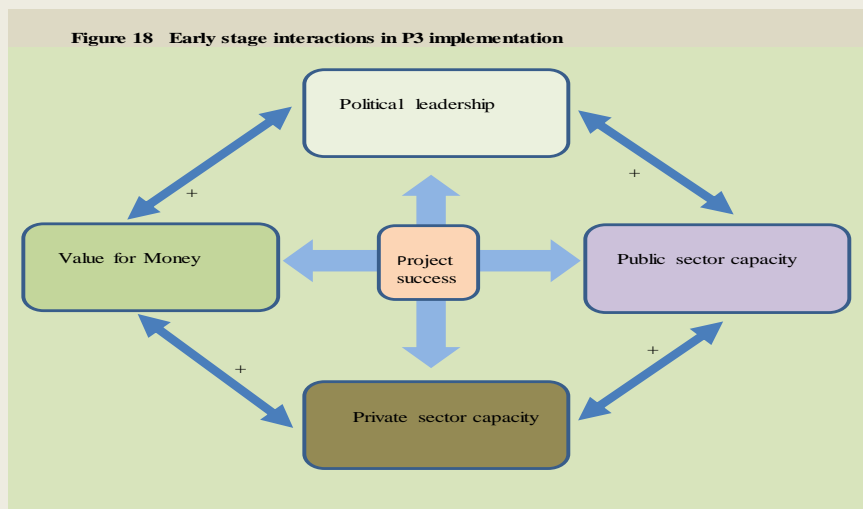 Figure 18 Early stage interactions in P3 implementation
Political leadership
+
+
Value for Money
Project
success
Public sector capacity
+
+
Private sector capacity